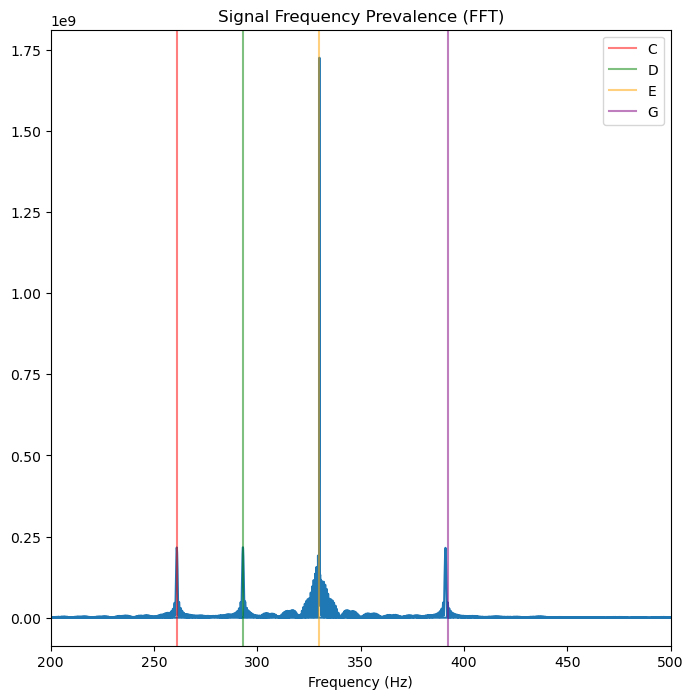 Signal Frequency Prevalence (FFT)
1e9
C
D
E
G
1.75
1.50
1.25
1.00
0.75
0.50
0.25
0.00
200 250 300 350 400 450 500
Frequency (Hz)